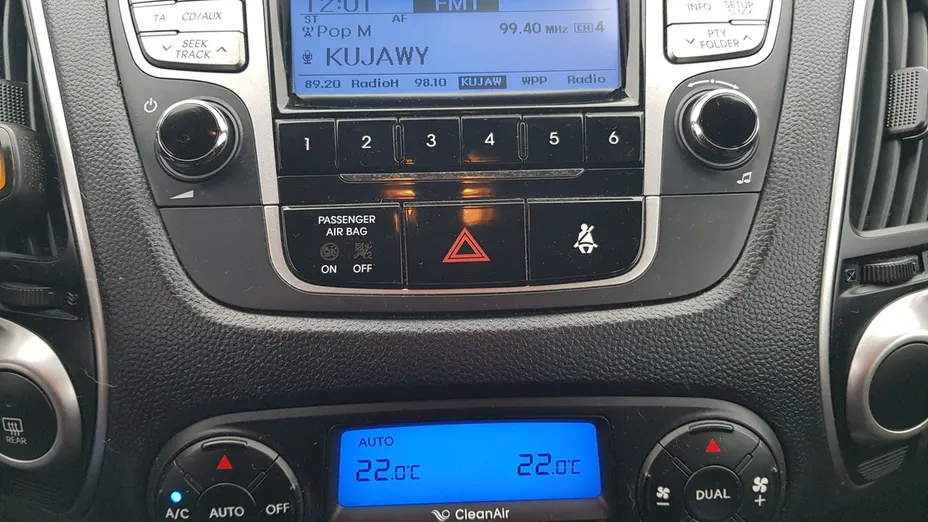 12:01 FM1
TA CD/AUX
SEEK
TRACK
ST AF
Pop M 99.40 MHz CH 4
KUJAWY
89.20 RadioH 98.10 KUJAW WPP Radio
INFO SETUP
CLOCK
PTY
FOLDER
1 2 3 4 5 6
PASSENGER
AIR BAG
ON OFF
REAR
AUTO
22.0°C 22.0°C
A/C AUTO OFF
DUAL
CleanAir